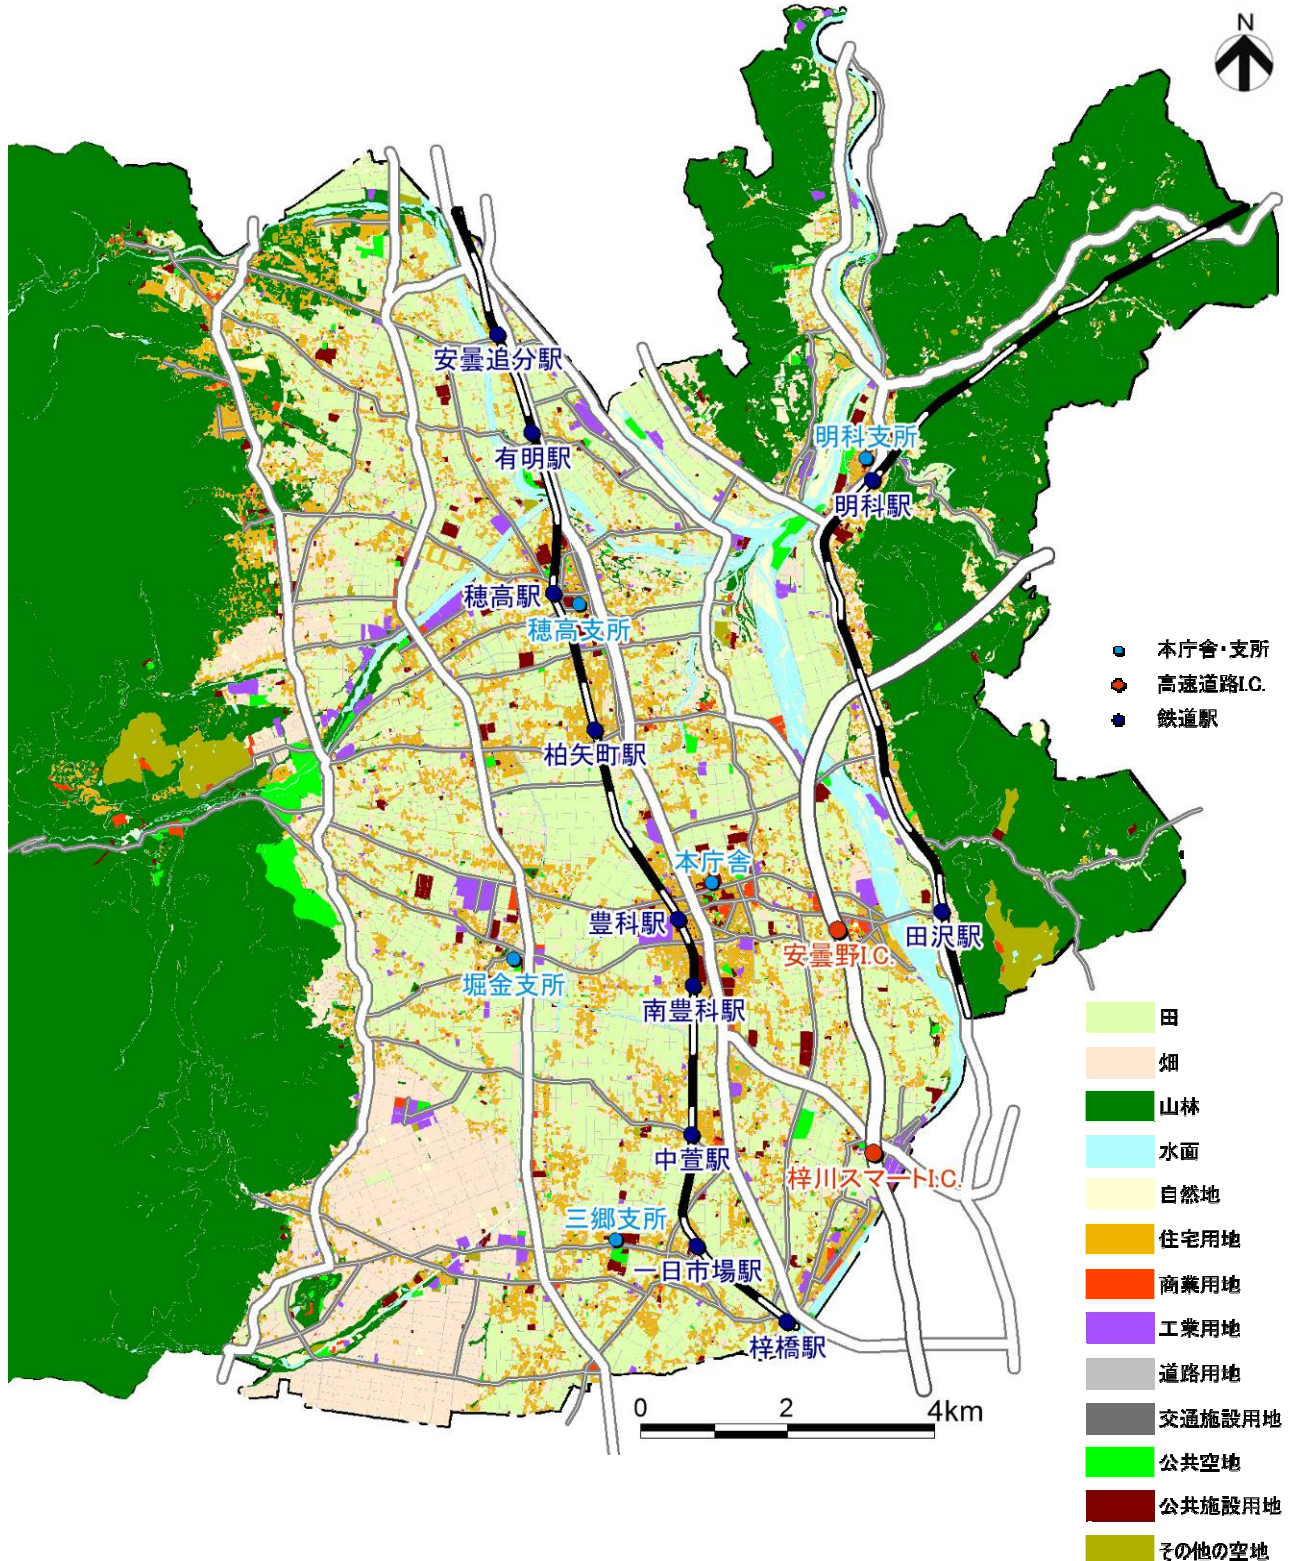 N
安曇追分駅
有明駅
明科支所
明科駅
穂高駅
穂高支所
柏矢町駅
本庁舎
豊科駅
安曇野I.C.
田沢駅
堀金支所
南豊科駅
中萱駅
梓川スマートI.C.
三郷支所
一日市場駅
梓橋駅
0 2 4km
本庁舎・支所
高速道路I.C.
鉄道駅
田
畑
山林
水面
自然地
住宅用地
商業用地
工業用地
道路用地
交通施設用地
公共空地
公共施設用地
その他の空地